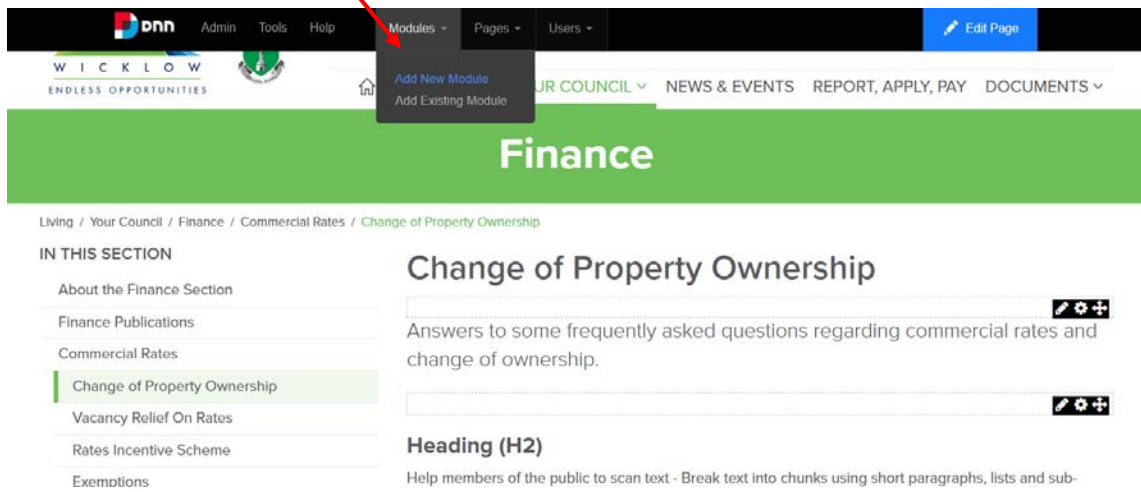 DNN Admin Tools Help Modules Pages Users Edit Page
WICKLOW
ENDLESS OPPORTUNITIES
Add New Module
Add Existing Module
UR COUNCIL NEWS & EVENTS REPORT, APPLY, PAY DOCUMENTS
Finance
Living / Your Council / Finance / Commercial Rates / Change of Property Ownership
IN THIS SECTION
About the Finance Section
Finance Publications
Commercial Rates
Change of Property Ownership
Vacancy Relief On Rates
Rates Incentive Scheme
Exemptions
Change of Property Ownership
Answers to some frequently asked questions regarding commercial rates and
change of ownership.
Heading (H2)
Help members of the public to scan text - Break text into chunks using short paragraphs, lists and sub-